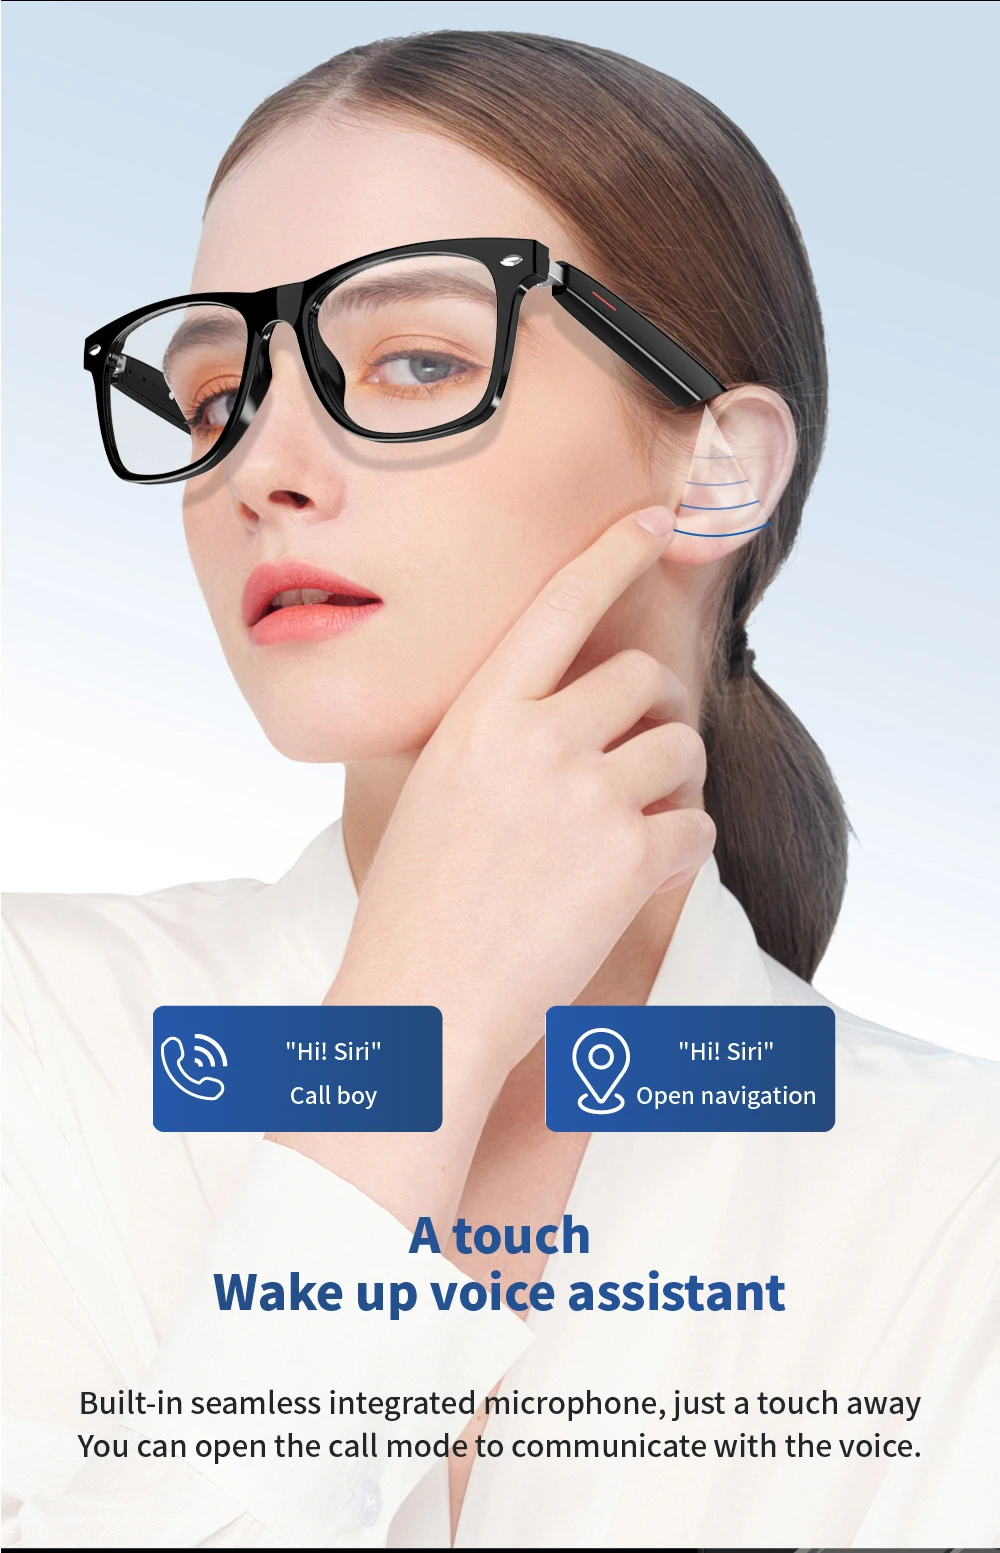 "Hi! Siri"
Call boy
"Hi! Siri"
Open navigation
A touch
Wake up voice assistant
Built-in seamless integrated microphone, just a touch away
You can open the call mode to communicate with the voice.